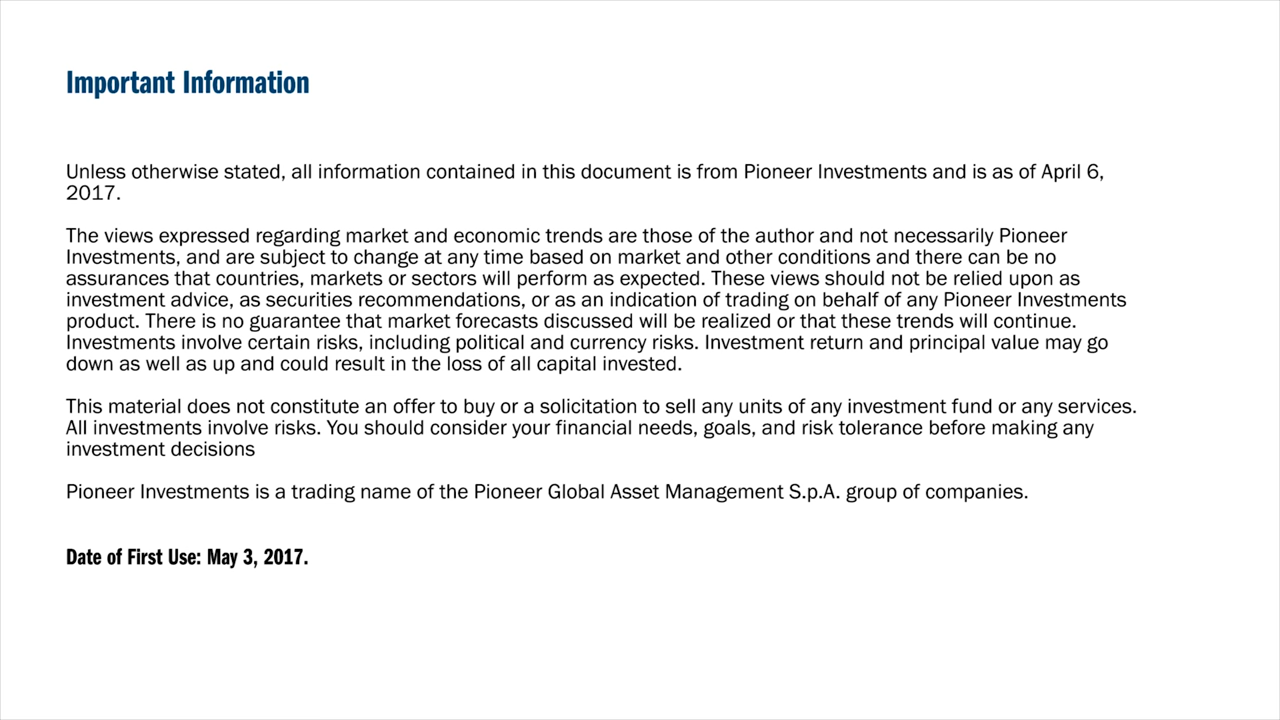 Important Information
Unless otherwise stated, all information contained in this document is from Pioneer Investments and is as of April 6,
2017.
The views expressed regarding market and economic trends are those of the author and not necessarily Pioneer
Investments, and are subject to change at any time based on market and other conditions and there can be no
assurances that countries, markets or sectors will perform as expected. These views should not be relied upon as
investment advice, as securities recommendations, or as an indication of trading on behalf of any Pioneer Investments
product. There is no guarantee that market forecasts discussed will be realized or that these trends will continue.
Investments involve certain risks, including political and currency risks. Investment return and principal value may go
down as well as up and could result in the loss of all capital invested.
This material does not constitute an offer to buy or a solicitation to sell any units of any investment fund or any services.
All investments involve risks. You should consider your financial needs, goals, and risk tolerance before making any
investment decisions
Pioneer Investments is a trading name of the Pioneer Global Asset Management S.p.A. group of companies.
Date of First Use: May 3, 2017.